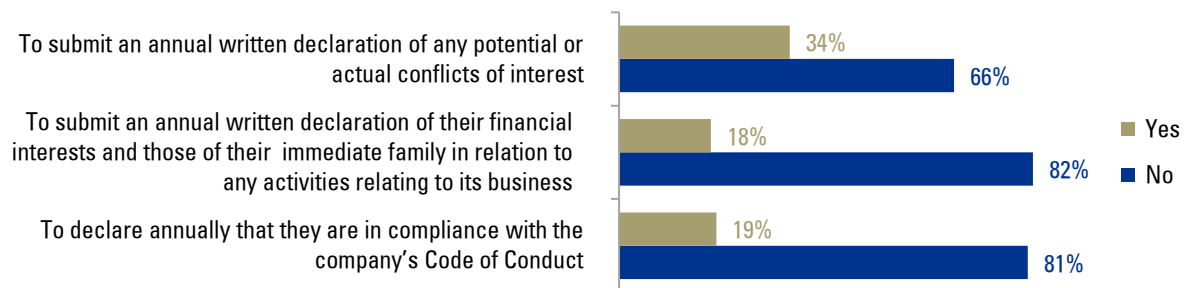 To submit an annual written declaration of any potential or
actual conflicts of interest
34%
66%
To submit an annual written declaration of their financial
interests and those of their immediate family in relation to
any activities relating to its business
18%
82%
To declare annually that they are in compliance with the
company's Code of Conduct
19%
81%
Yes
No